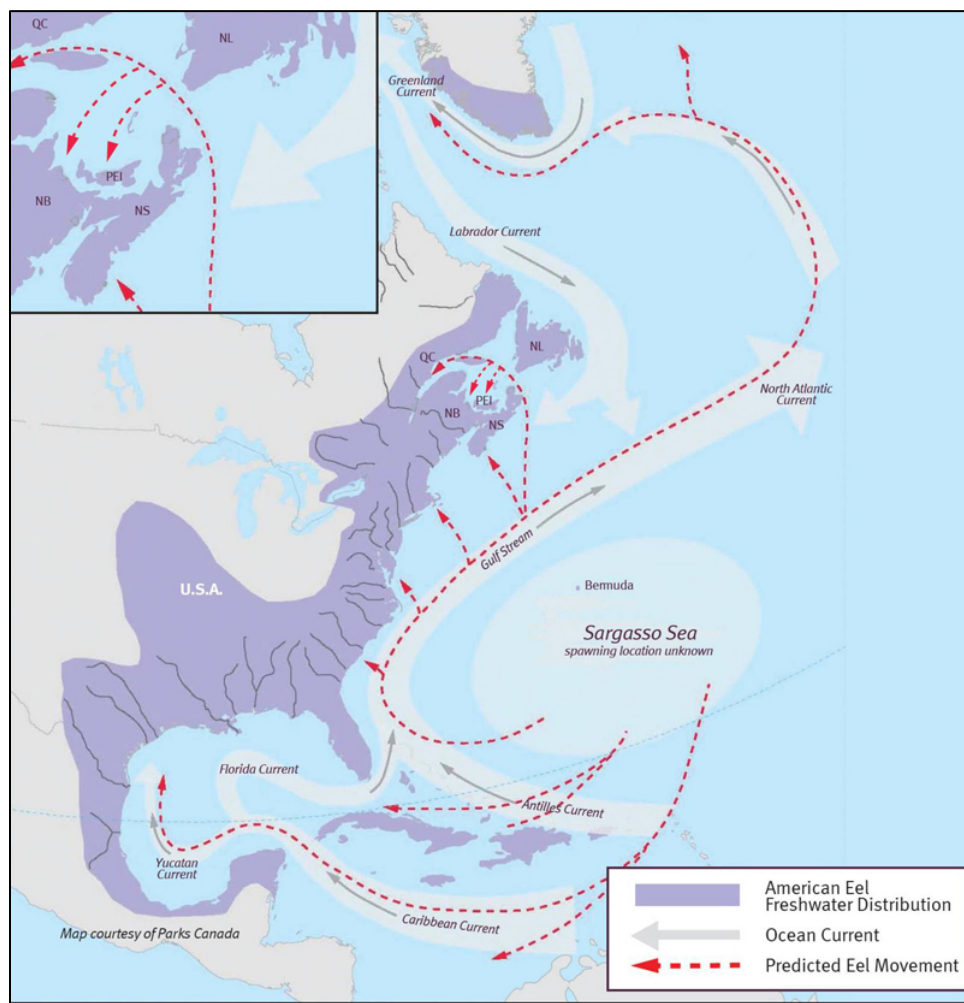 QC
NL
PEI
NB
NS
Greenland
Current
Labrador Current
QC
NL
PEI
NB
NS
North Atlantic
Current
Gulf Stream
U.S.A.
Bermuda
Sargasso Sea
spawning location unknown
Florida Current
Antilles Current
Yucatan
Current
Caribbean Current
Map courtesy of Parks Canada
American Eel
Freshwater Distribution
Ocean Current
Predicted Eel Movement